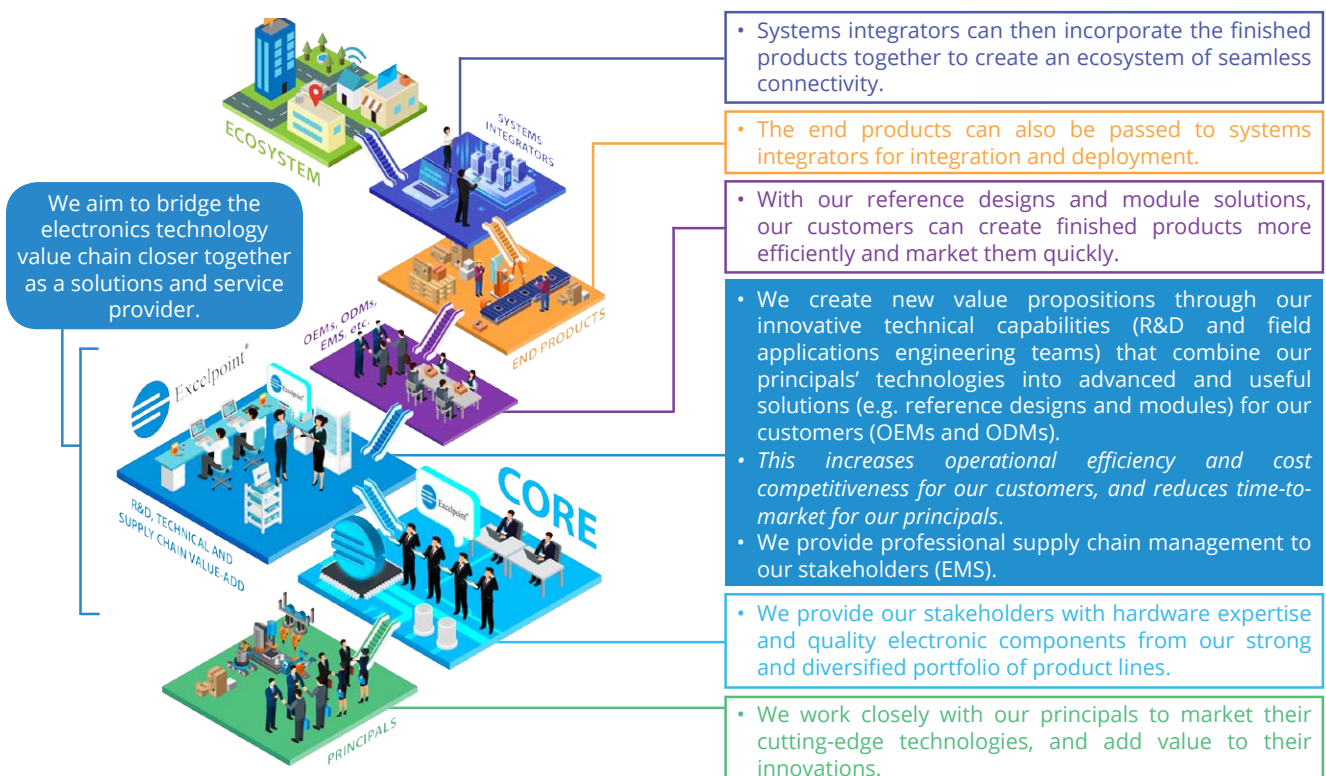 ECOSYSTEM
SYSTEMS
INTEGRATORS
END PRODUCTS
OEMs, ODMs,
EMS, etc.
We aim to bridge the
electronics technology
value chain closer together
as a solutions and service
provider.
Excelpoint®
Excelpoint®
R&D, TECHNICAL AND
SUPPLY CHAIN VALUE-ADD
CORE
Excelpoint®
PRINCIPALS
• Systems integrators can then incorporate the finished
products together to create an ecosystem of seamless
connectivity.
• The end products can also be passed to systems
integrators for integration and deployment.
• With our reference designs and module solutions,
our customers can create finished products more
efficiently and market them quickly.
• We create new value propositions through our
innovative technical capabilities (R&D and field
applications engineering teams) that combine our
principals’ technologies into advanced and useful
solutions (e.g. reference designs and modules) for our
customers (OEMs and ODMs).
• This increases operational efficiency and cost
competitiveness for our customers, and reduces time-to-
market for our principals.
• We provide professional supply chain management to
our stakeholders (EMS).
• We provide our stakeholders with hardware expertise
and quality electronic components from our strong
and diversified portfolio of product lines.
• We work closely with our principals to market their
cutting-edge technologies, and add value to their
innovations.